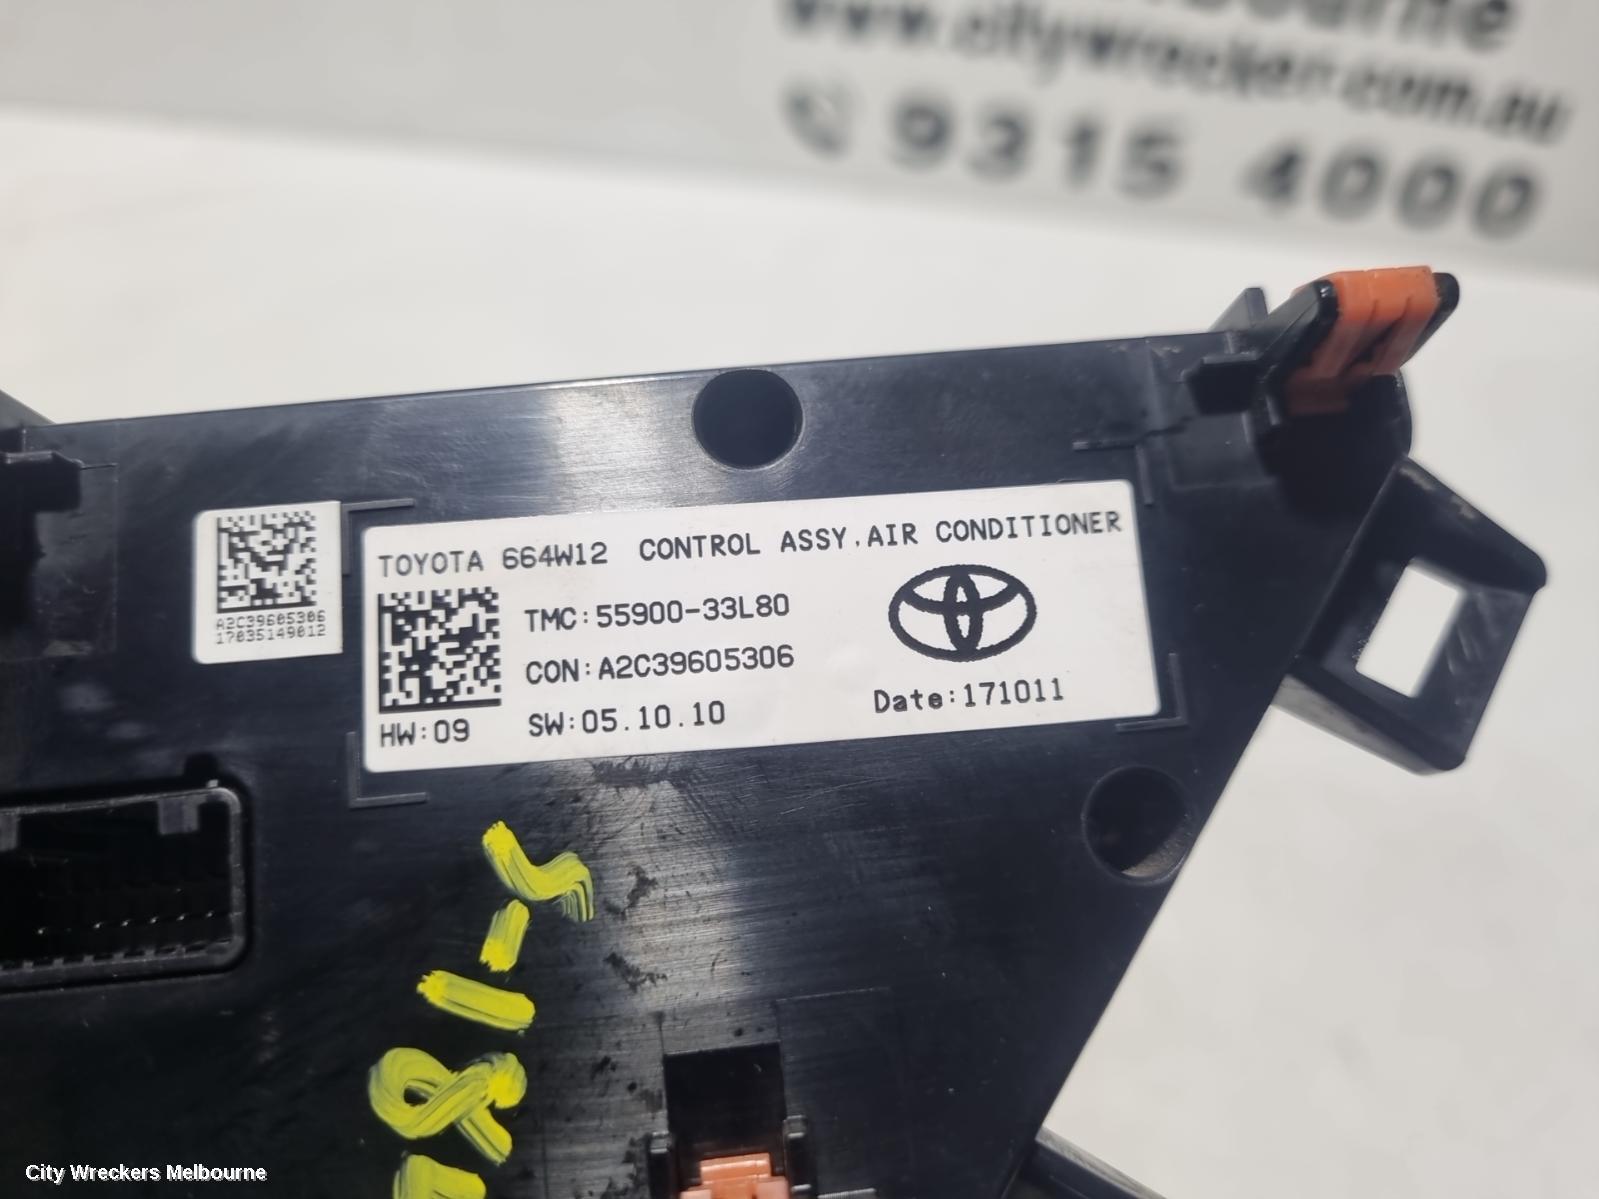 www.citywrecker.com.au
9315 4000
A2C39605306
17035149012
TOYOTA 664W12 CONTROL ASSY,AIR CONDITIONER
TMC:55900-33L80
CON:A2C39605306
HW:09
SW:05.10.10
Date:171011
City Wreckers Melbourne